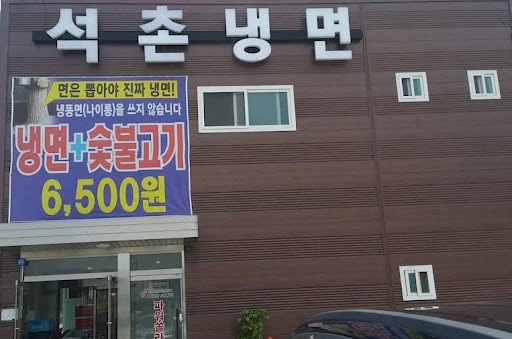 석촌냉면
면은 뽑아야 진짜 냉면!
냉동면(나이롱)을 쓰지 않습니다
냉면+숯불고기
6,500원